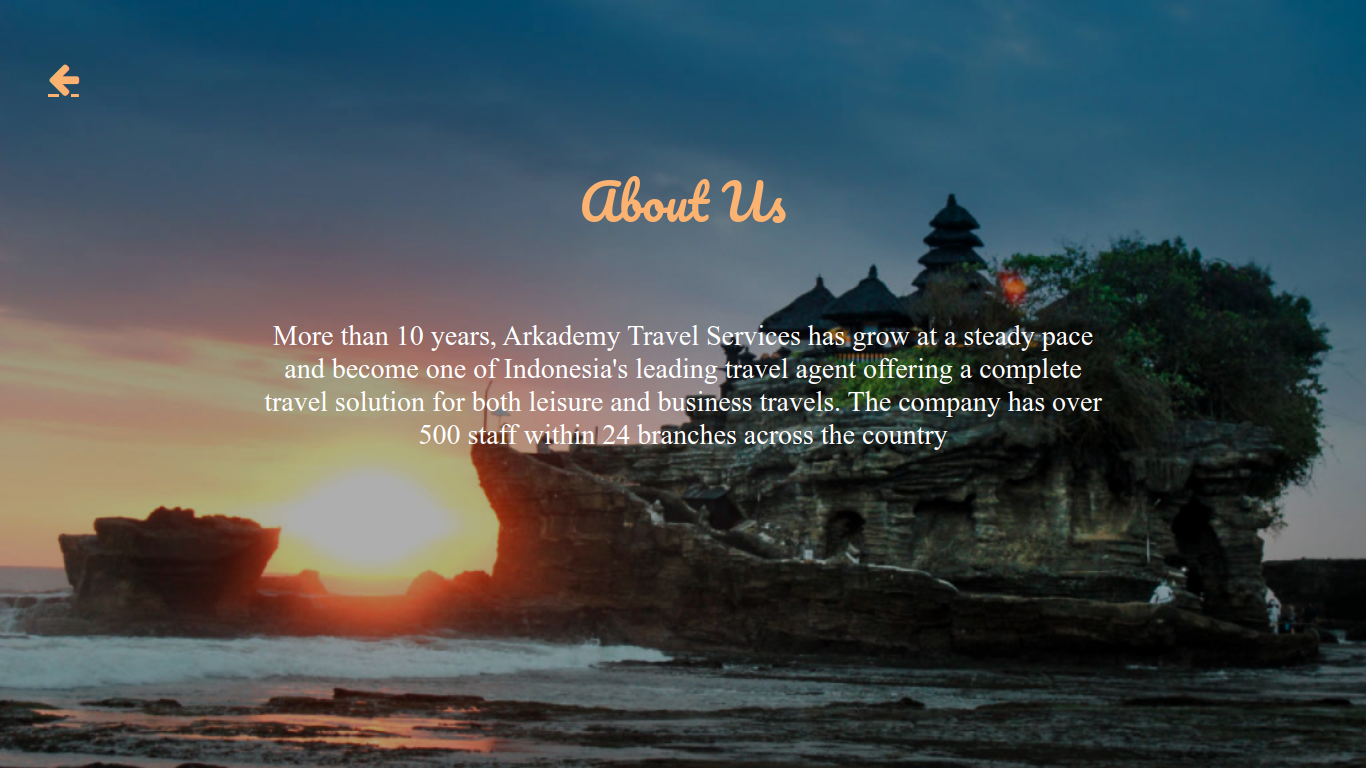 About Us
More than 10 years, Arkademy Travel Services has grow at a steady pace
and become one of Indonesia's leading travel agent offering a complete
travel solution for both leisure and business travels. The company has over
500 staff within 24 branches across the country